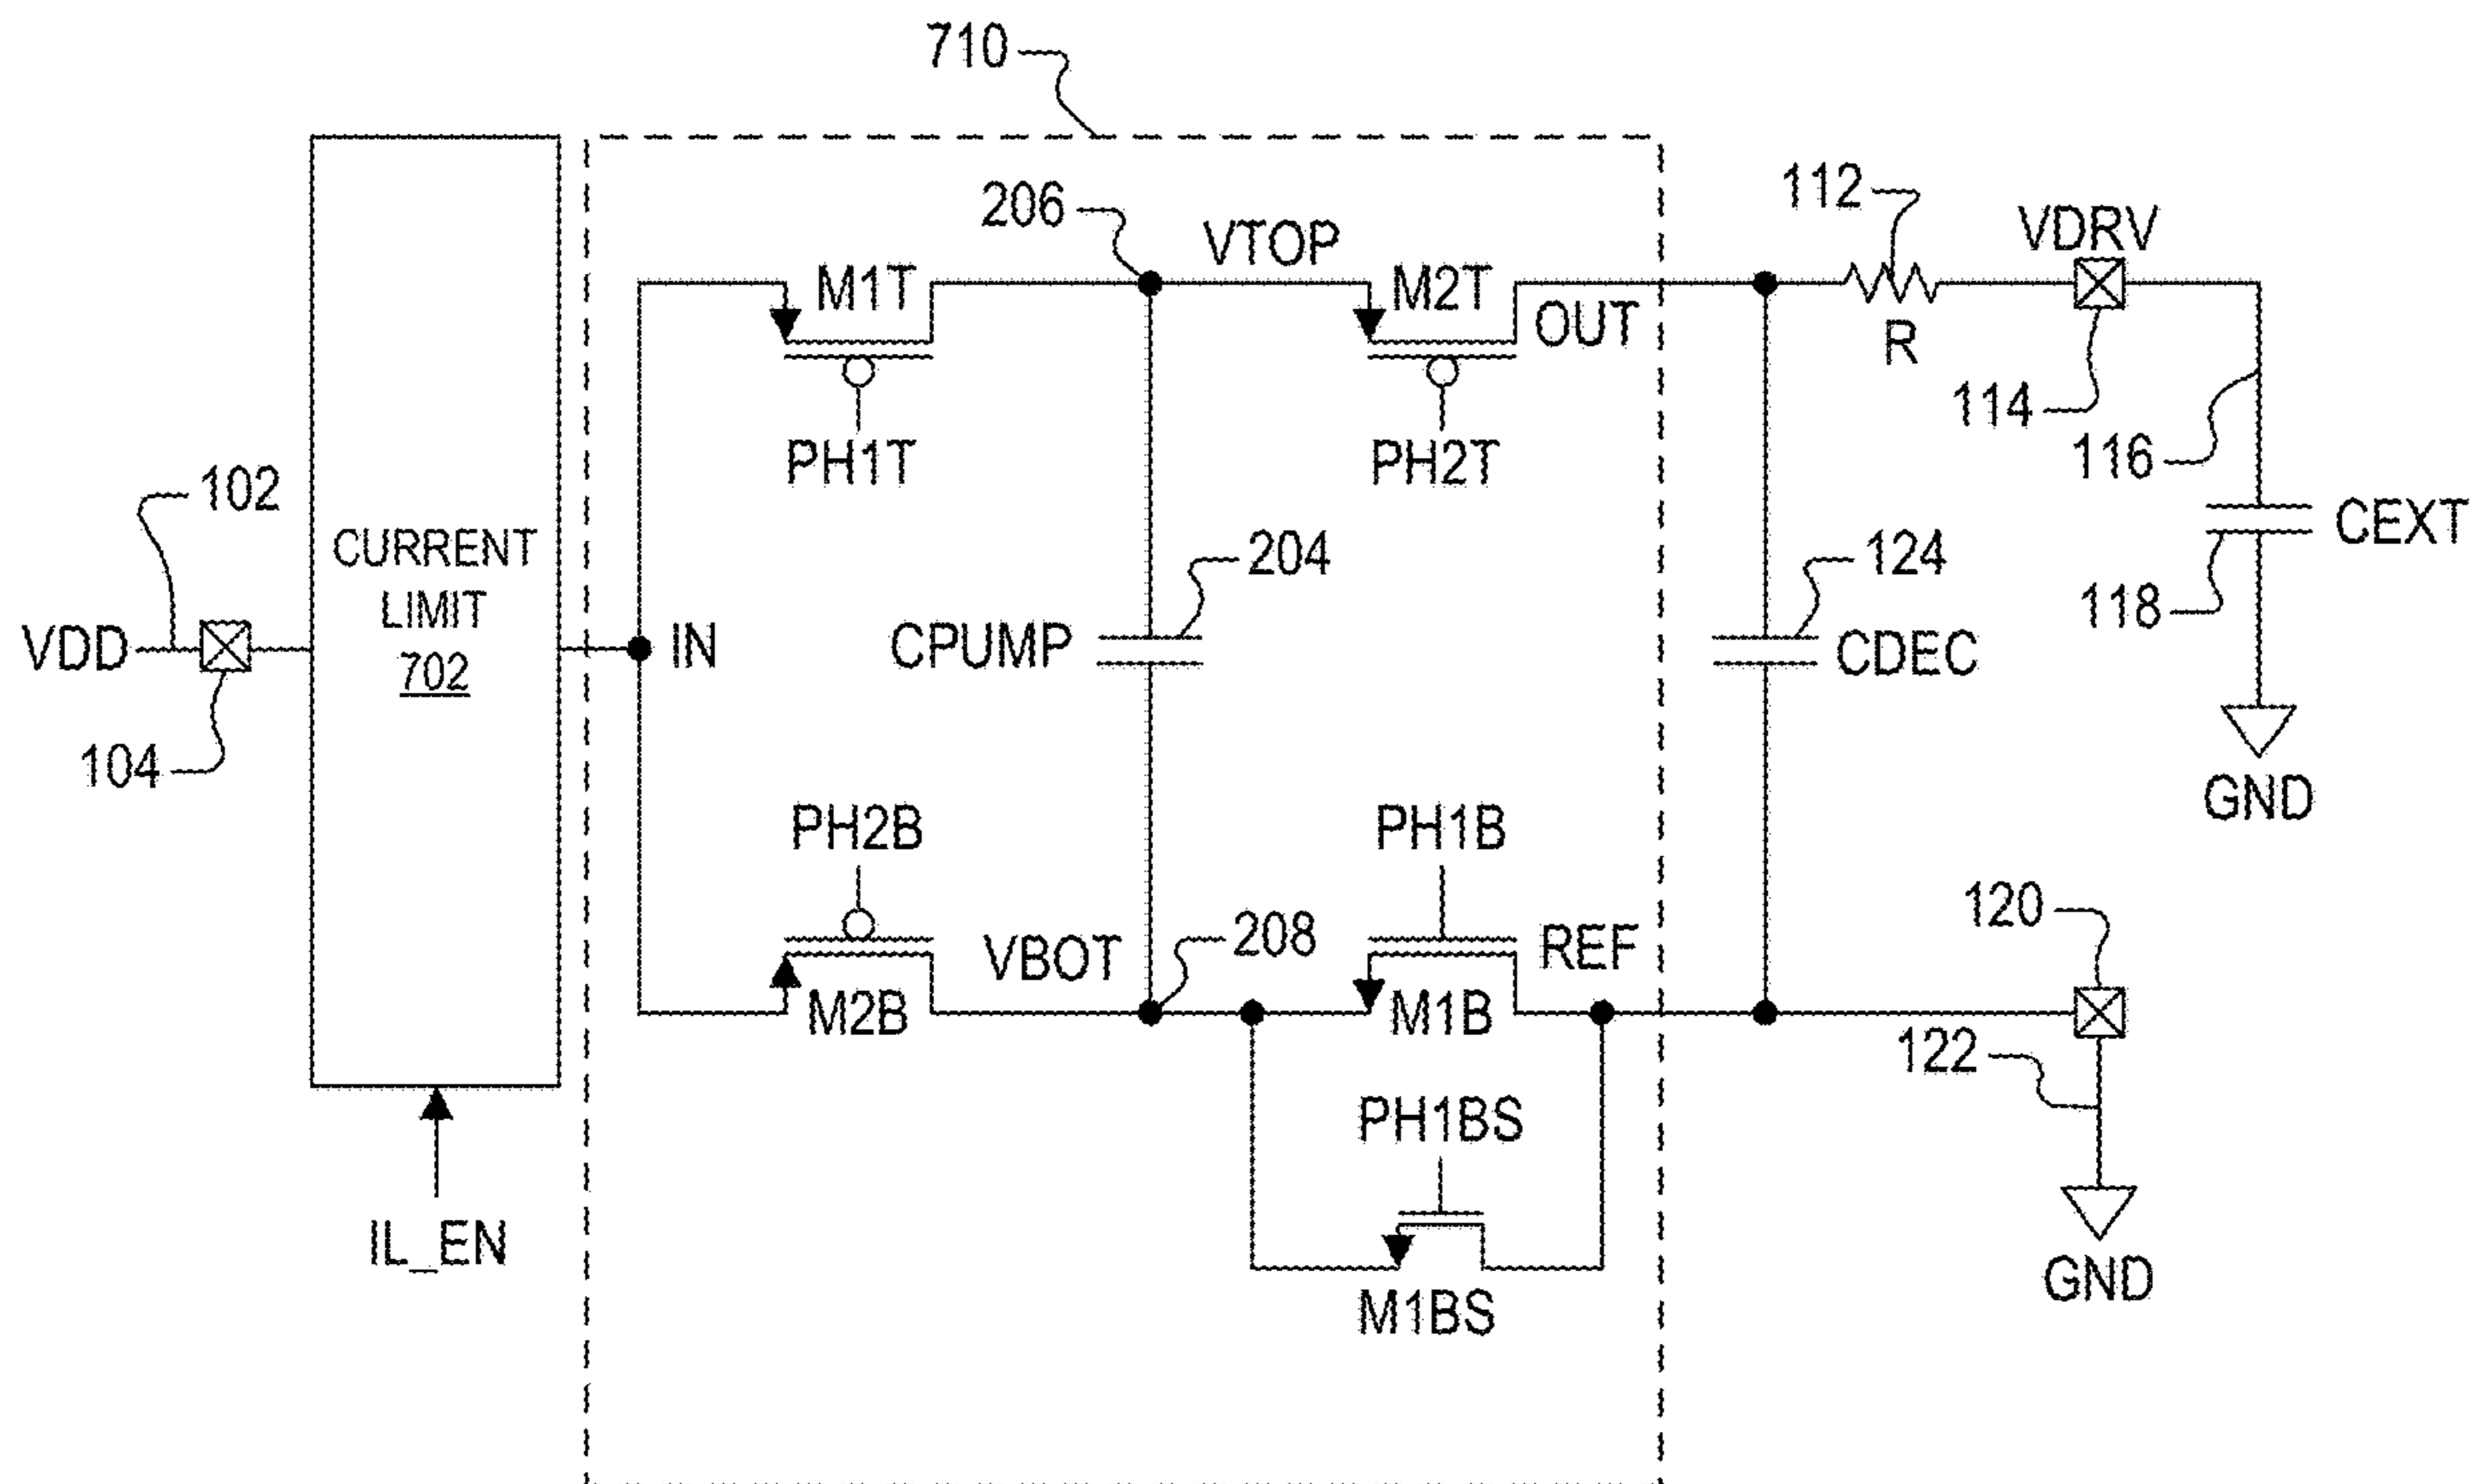 710
206
VTOP
112
VDRV
M1T
M2T
OUT
R
PH1T
PH2T
114
116
102
CURRENT
LIMIT
702
204
124
CEXT
118
VDD
IN
CPUMP
CDEC
104
GND
PH2B
PH1B
120
VBOT
208
REF
M2B
M1B
122
PH1BS
IL_EN
GND
M1BS